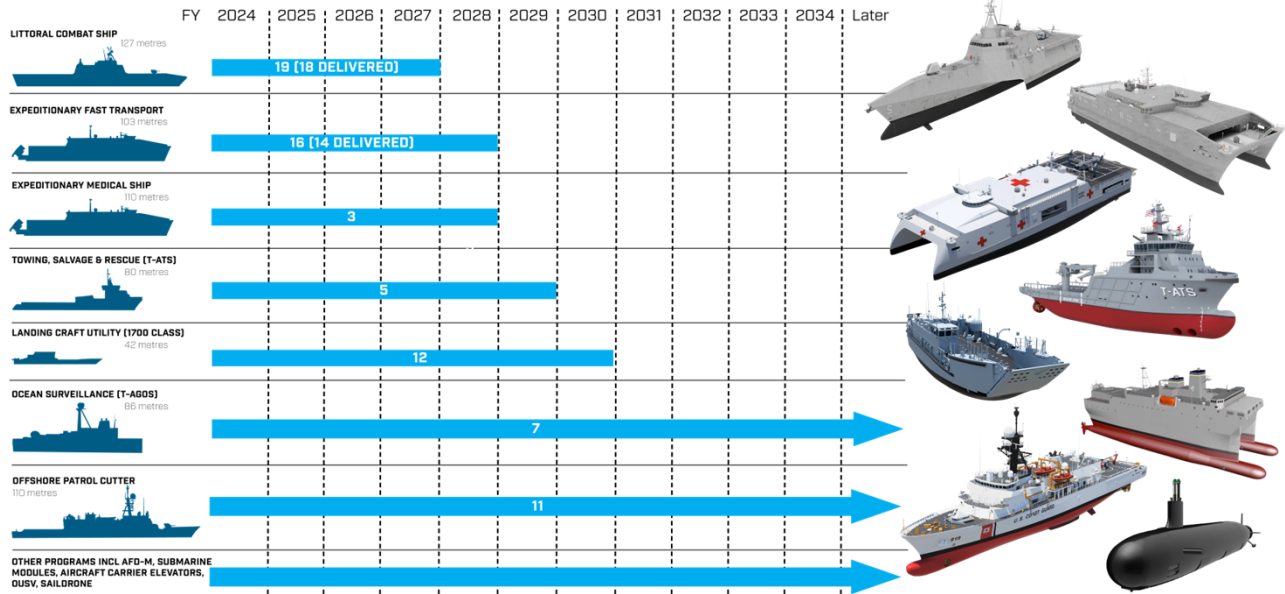 FY 2024 2025 2026 2027 2028 2029 2030 2031 2032 2033 2034 Later
LITTORAL COMBAT SHIP
127 metres
19 (18 DELIVERED)
EXPEDITIONARY FAST TRANSPORT
103 metres
16 (14 DELIVERED)
EXPEDITIONARY MEDICAL SHIP
110 metres
3
TOWING, SALVAGE & RESCUE (T-ATS)
80 metres
5
T-ATS
LANDING CRAFT UTILITY (1700 CLASS)
42 metres
12
OCEAN SURVEILLANCE (T-AGOS)
86 metres
7
OFFSHORE PATROL CUTTER
110 metres
11
U.S. COAST GUARD
OTHER PROGRAMS INCL AFD-M, SUBMARINE
MODULES, AIRCRAFT CARRIER ELEVATORS,
OUSV, SAILDRONE